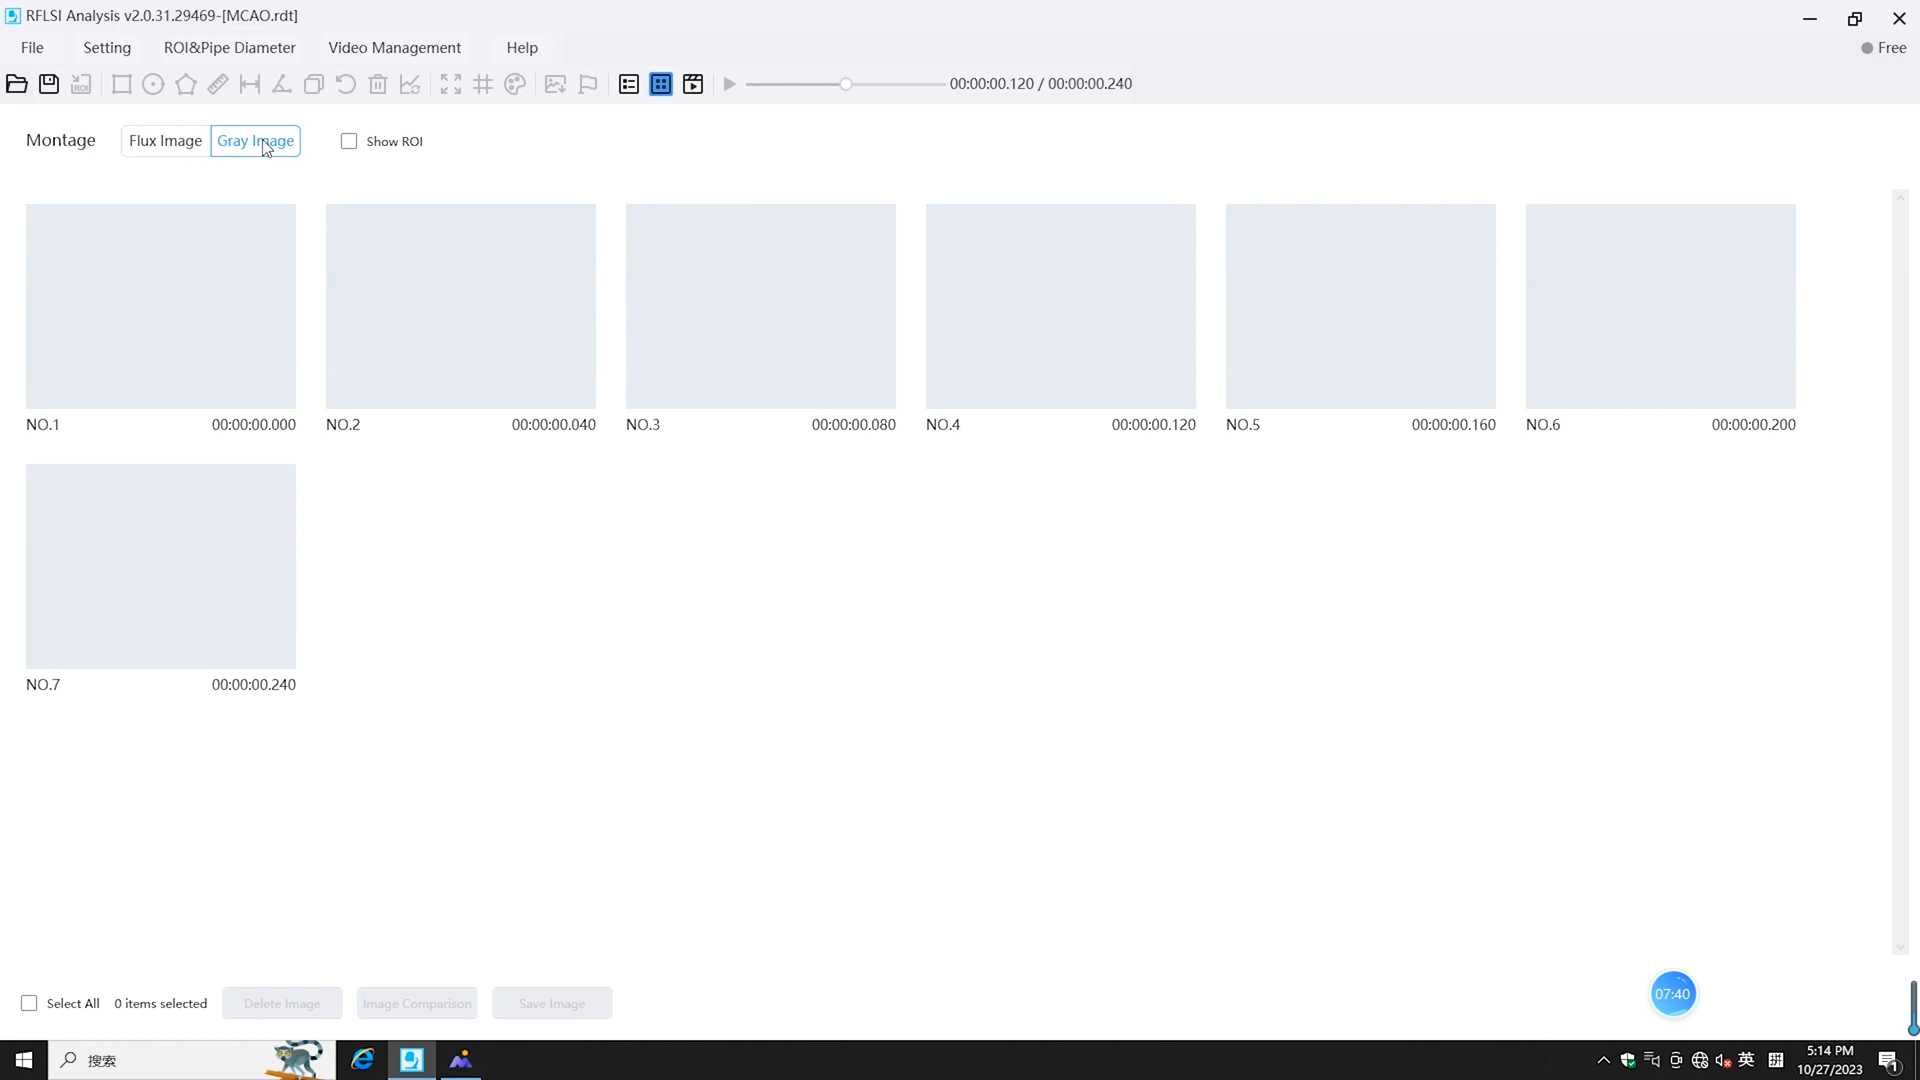 RFLSI Analysis v2.0.31.29469-[MCAO.rdt]
File Setting ROI&Pipe Diameter Video Management Help Free
ROI 00:00:00.120 / 00:00:00.240
Montage Flux Image Gray Image Show ROI
NO.1 00:00:00.000 NO.2 00:00:00.040 NO.3 00:00:00.080 NO.4 00:00:00.120 NO.5 00:00:00.160 NO.6 00:00:00.200
NO.7 00:00:00.240
07:40
Select All 0 items selected Delete Image Image Comparison Save Image
搜索 英 拼 5:14 PM
10/27/2023 1